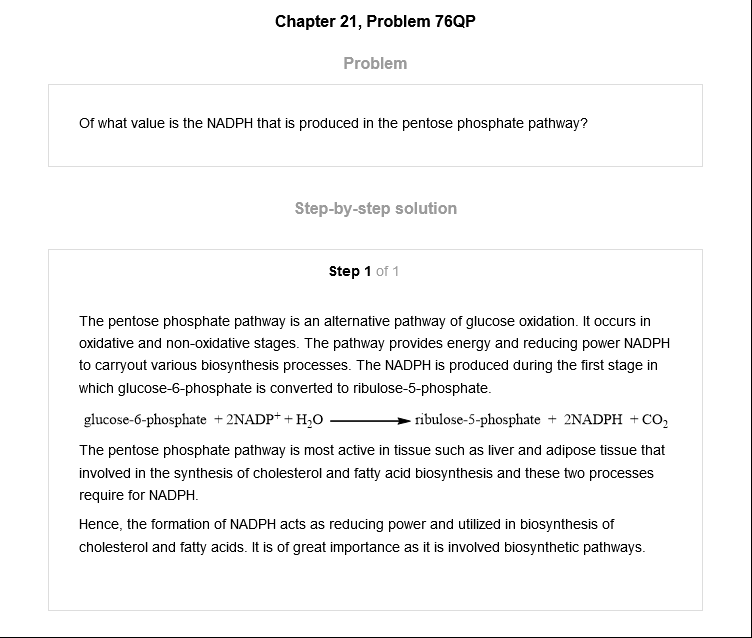 Chapter 21, Problem 76QP
Problem
Of what value is the NADPH that is produced in the pentose phosphate pathway?
Step-by-step solution
Step 1 of 1
The pentose phosphate pathway is an alternative pathway of glucose oxidation. It occurs in
oxidative and non-oxidative stages. The pathway provides energy and reducing power NADPH
to carryout various biosynthesis processes. The NADPH is produced during the first stage in
which glucose-6-phosphate is converted to ribulose-5-phosphate.
glucose-6-phosphate + 2NADP⁺ + H₂O ⟶ ribulose-5-phosphate + 2NADPH + CO₂
The pentose phosphate pathway is most active in tissue such as liver and adipose tissue that
involved in the synthesis of cholesterol and fatty acid biosynthesis and these two processes
require for NADPH.
Hence, the formation of NADPH acts as reducing power and utilized in biosynthesis of
cholesterol and fatty acids. It is of great importance as it is involved biosynthetic pathways.